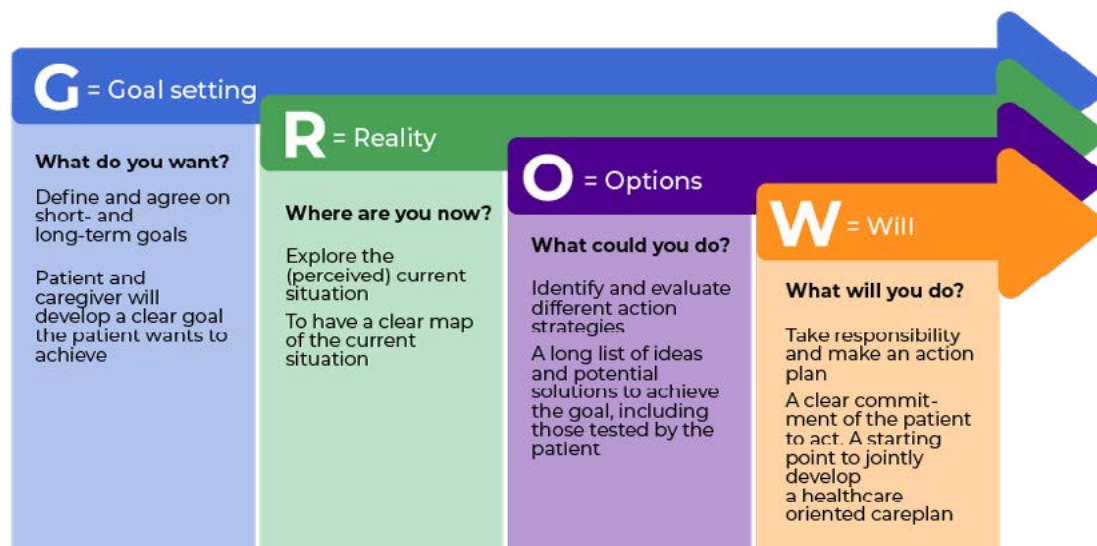 G = Goal setting
What do you want?
Define and agree on
short- and
long-term goals
Patient and
caregiver will
develop a clear goal
the patient wants to
achieve
R = Reality
Where are you now?
Explore the
(perceived) current
situation
To have a clear map
of the current
situation
O = Options
What could you do?
Identify and evaluate
different action
strategies
A long list of ideas
and potential
solutions to achieve
the goal, including
those tested by the
patient
W = Will
What will you do?
Take responsibility
and make an action
plan
A clear commit-
ment of the patient
to act. A starting
point to jointly
develop
a healthcare
oriented careplan